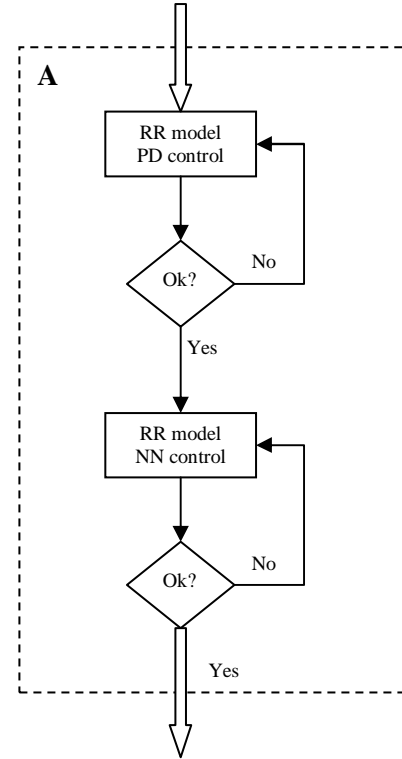 A
RR model
PD control
Ok?
No
Yes
RR model
NN control
Ok?
No
Yes